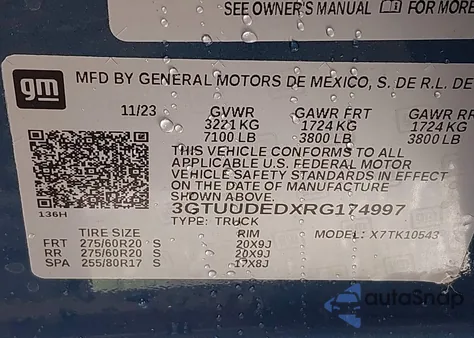 SEE OWNER'S MANUAL FOR MORE
gm
MFD BY GENERAL MOTORS DE MEXICO, S. DE R.L. DE
11/23 GVWR GAWR FRT GAWR RR
3221 KG 1724 KG 1724 KG
7100 LB 3800 LB 3800 LB
THIS VEHICLE CONFORMS TO ALL
APPLICABLE U.S. FEDERAL MOTOR
VEHICLE SAFETY STANDARDS IN EFFECT
ON THE DATE OF MANUFACTURE
SHOWN ABOVE.
3GTUUDEDXRG174997
136H
TYPE: TRUCK MODEL: X7TK10543
TIRE SIZE RIM
FRT 275/60R20 S 20X9J
RR 275/60R20 S 20X9J
SPA 255/80R17 S 17X8J
autoSnap